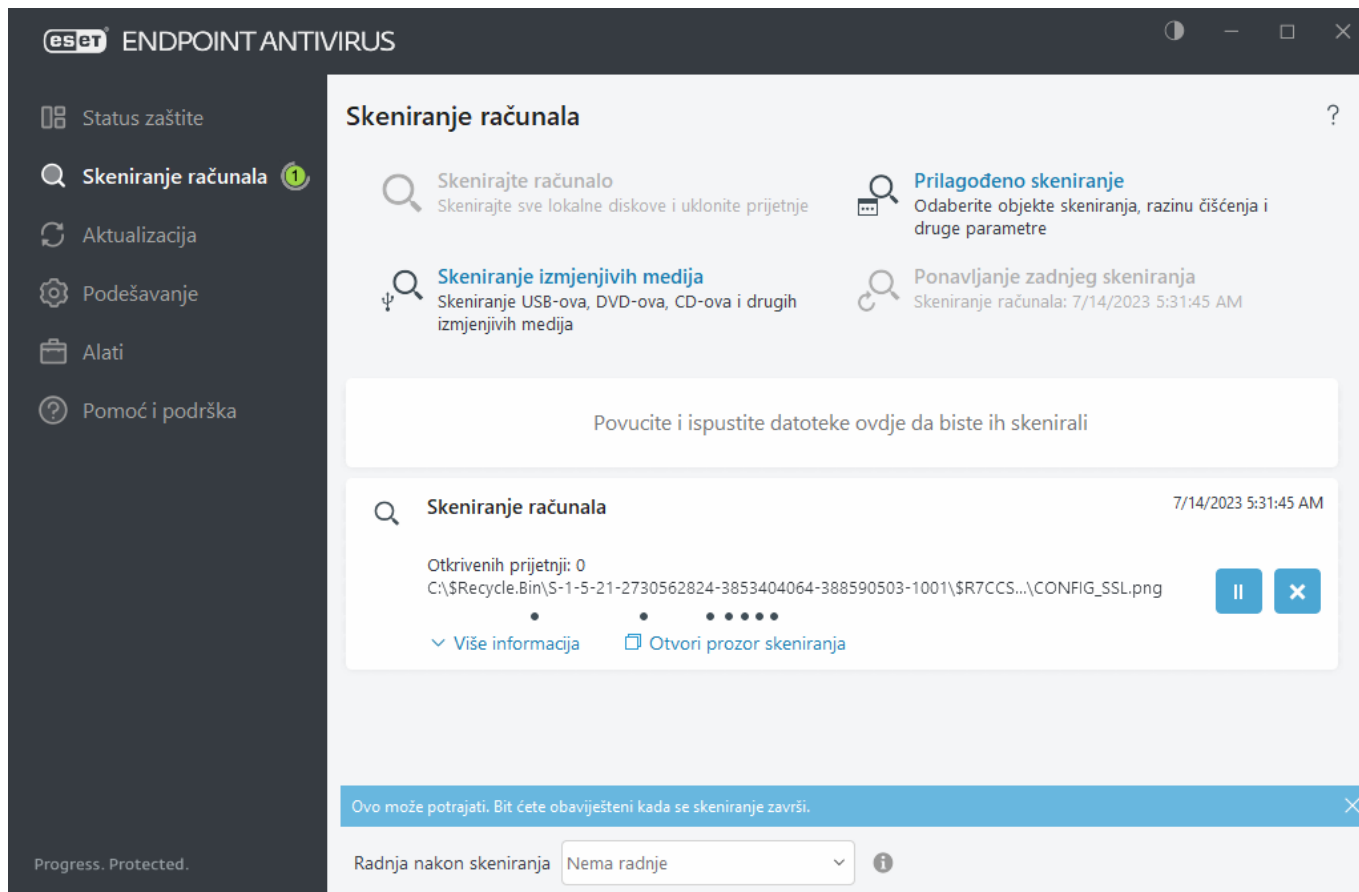 eset ENDPOINT ANTIVIRUS
Status zaštite
Skeniranje računala 1
Aktualizacija
Podešavanje
Alati
Pomoć i podrška
Progress. Protected.
Skeniranje računala
?
Skenirajte računalo
Skenirajte sve lokalne diskove i uklonite prijetnje
Prilagođeno skeniranje
Odaberite objekte skeniranja, razinu čišćenja i
druge parametre
Skeniranje izmjenjivih medija
Skeniranje USB-ova, DVD-ova, CD-ova i drugih
izmjenjivih medija
Ponavljanje zadnjeg skeniranja
Skeniranje računala: 7/14/2023 5:31:45 AM
Povucite i ispustite datoteke ovdje da biste ih skenirali
Skeniranje računala
7/14/2023 5:31:45 AM
Otkrivenih prijetnji: 0
C:\$Recycle.Bin\S-1-5-21-2730562824-3853404064-388590503-1001\$R7CCS...\CONFIG_SSL.png
Više informacija
Otvori prozor skeniranja
Ovo može potrajati. Bit ćete obaviješteni kada se skeniranje završi.
Radnja nakon skeniranja
Nema radnje